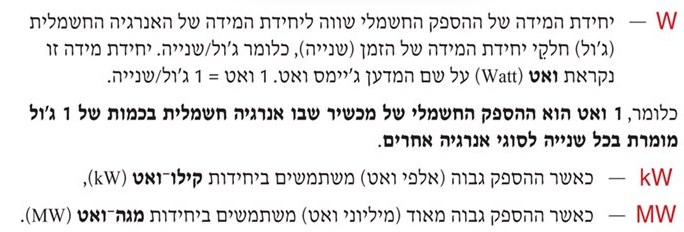 W — יחידת המידה של ההספק החשמלי שווה ליחידת המידה של האנרגיה החשמלית
(ג'ול) חלקֵי יחידת המידה של הזמן (שנייה), כלומר ג'ול/שנייה. יחידת מידה זו
נקראת ואט (Watt) על שם המדען ג'יימס ואט. 1 ואט = 1 ג'ול/שנייה.
כלומר, 1 ואט הוא ההספק החשמלי של מכשיר שבו אנרגיה חשמלית בכמות של 1 ג'ול
מומרת בכל שנייה לסוגי אנרגיה אחרים.
kW — כאשר ההספק גבוה (אלפי ואט) משתמשים ביחידות קילו־ואט (kW),
MW — כאשר ההספק גבוה מאוד (מיליוני ואט) משתמשים ביחידות מגה־ואט (MW).